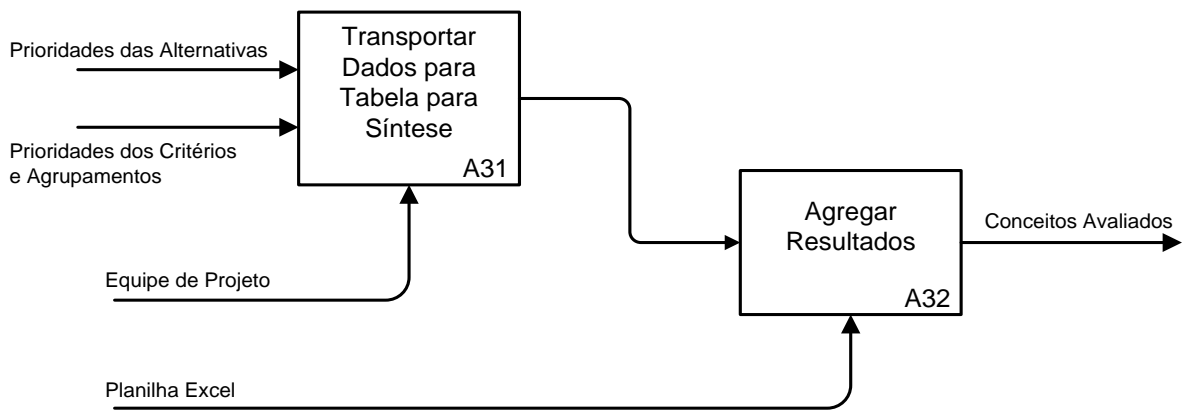 Prioridades das Alternativas
Prioridades dos Critérios
e Agrupamentos
Transportar
Dados para
Tabela para
Síntese
A31
Equipe de Projeto
Agregar
Resultados
A32
Conceitos Avaliados
Planilha Excel